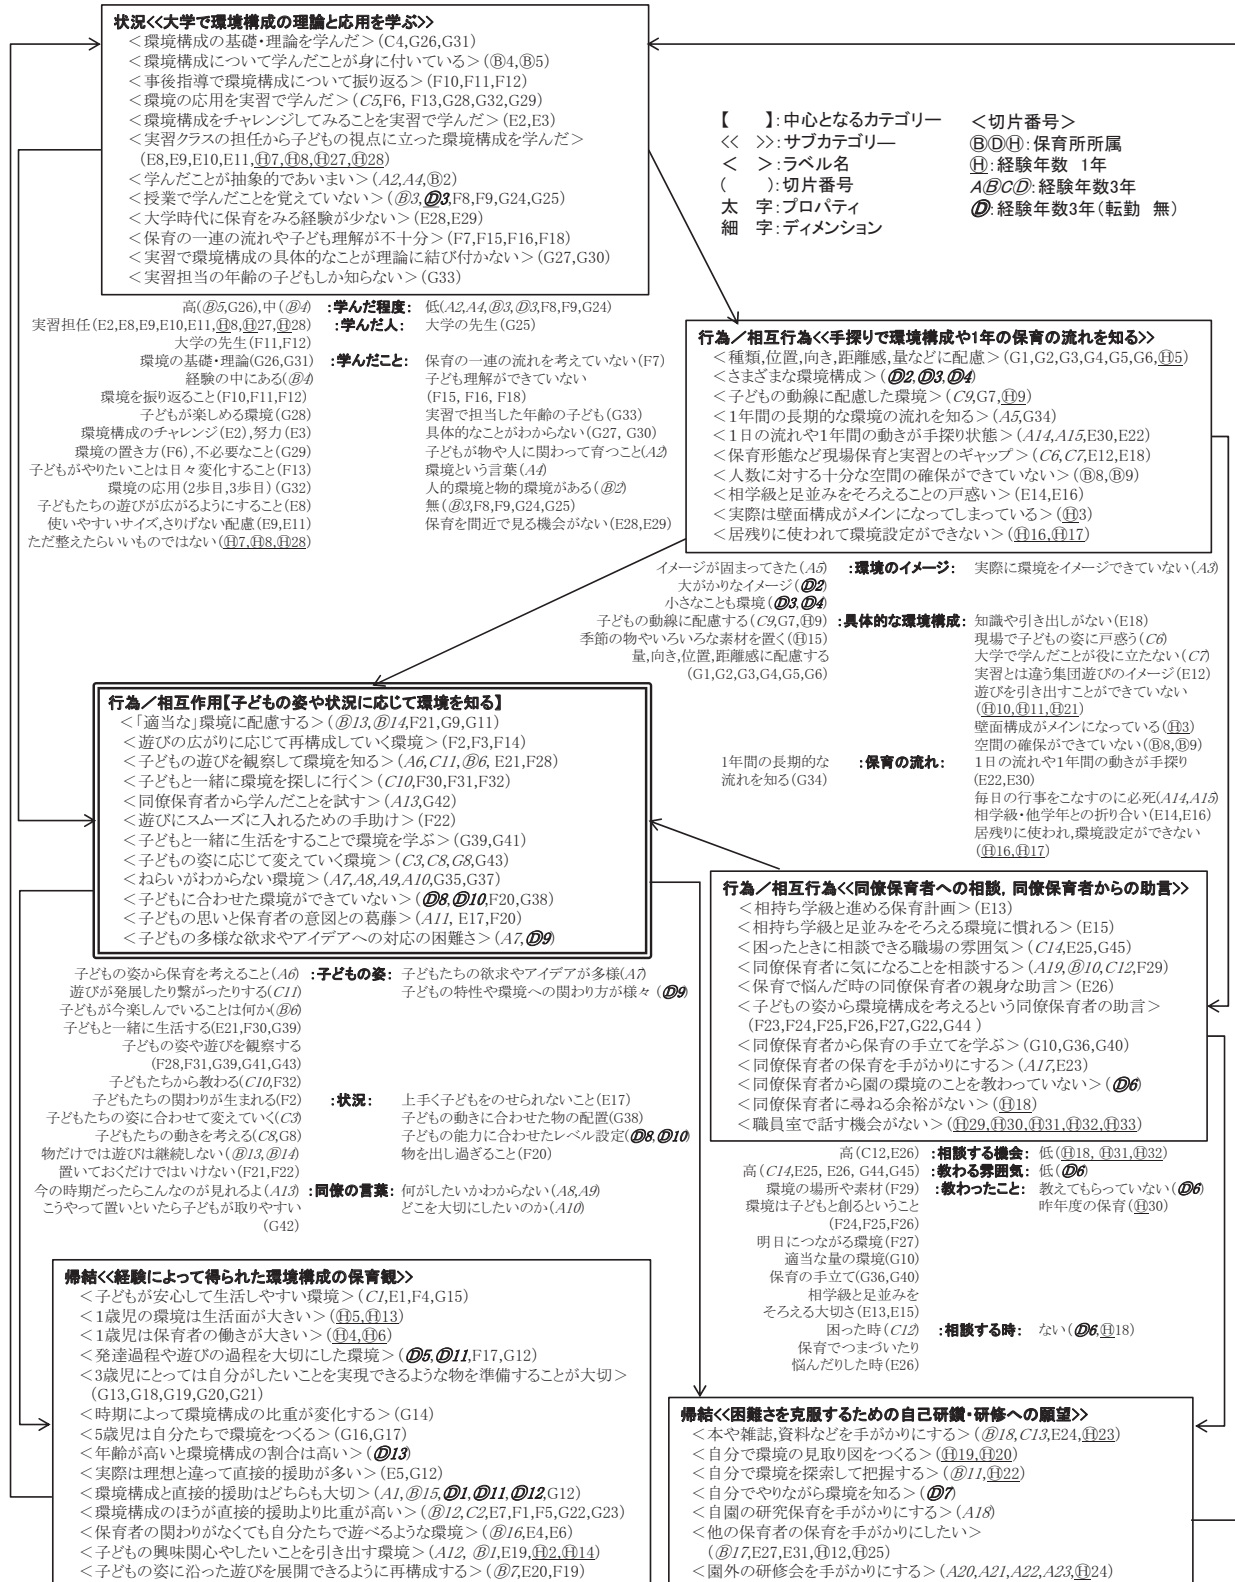 状況<<大学で環境構成の理論と応用を学ぶ>>
<環境構成の基礎・理論を学んだ>(C4,G26,G31)
<環境構成について学んだことが身に付いている>(Ⓑ4,Ⓑ5)
<事後指導で環境構成について振り返る>(F10,F11,F12)
<環境の応用を実習で学んだ>(C5,F6, F13,G28,G32,G29)
<環境構成をチャレンジしてみることを実習で学んだ>(E2,E3)
<実習クラスの担任から子どもの視点に立った環境構成を学んだ>
(E8,E9,E10,E11,Ⓗ7,Ⓗ8,Ⓗ27,Ⓗ28)
<学んだことが抽象的であいまい>(A2,A4,Ⓑ2)
<授業で学んだことを覚えていない>(Ⓑ3,Ⓓ3,F8,F9,G24,G25)
<大学時代に保育をみる経験が少ない>(E28,E29)
<保育の一連の流れや子ども理解が不十分>(F7,F15,F16,F18)
<実習で環境構成の具体的なことが理論に結び付かない>(G27,G30)
<実習担当の年齢の子どもしか知らない>(G33)
【 】:中心となるカテゴリー <切片番号>
<< >>:サブカテゴリー ⒷⒹⒽ:保育所所属
< >:ラベル名 Ⓗ:経験年数 1年
( ):切片番号 AⒷCⒹ:経験年数3年
太 字:プロパティ Ⓓ:経験年数3年(転勤 無)
細 字:ディメンション
高(Ⓑ5,G26),中(Ⓑ4) :学んだ程度: 低(A2,A4,Ⓑ3,Ⓓ3,F8,F9,G24)
実習担任(E2,E8,E9,E10,E11,Ⓗ8,Ⓗ27,Ⓗ28) :学んだ人: 大学の先生(G25)
大学の先生(F11,F12)
環境の基礎・理論(G26,G31) :学んだこと: 保育の一連の流れを考えていない(F7)
経験の中にある(Ⓑ4) 子ども理解ができていない
環境を振り返ること(F10,F11,F12) (F15, F16, F18)
子どもが楽しめる環境(G28) 実習で担当した年齢の子ども(G33)
環境構成のチャレンジ(E2),努力(E3) 具体的なことがわからない(G27, G30)
環境の置き方(F6),不必要なこと(G29) 子どもが物や人に関わって育つこと(A2)
子どもがやりたいことは日々変化すること(F13) 環境という言葉(A4)
環境の応用(2歩目,3歩目)(G32) 人的環境と物的環境がある(Ⓑ2)
子どもたちの遊びが広がるようにすること(E8) 無(Ⓑ3,F8,F9,G24,G25)
使いやすいサイズ,さりげない配慮(E9,E11) 保育を間近で見る機会がない(E28,E29)
ただ整えたらいいものではない(Ⓗ7,Ⓗ8,Ⓗ28)
行為/相互行為<<手探りで環境構成や1年の保育の流れを知る>>
<種類,位置,向き,距離感,量などに配慮>(G1,G2,G3,G4,G5,G6,Ⓗ5)
<さまざまな環境構成>(Ⓓ2,Ⓓ3,Ⓓ4)
<子どもの動線に配慮した環境>(C9,G7,Ⓗ9)
<1年間の長期的な環境の流れを知る>(A5,G34)
<1日の流れや1年間の動きが手探り状態>(A14,A15,E30,E22)
<保育形態など現場保育と実習とのギャップ>(C6,C7,E12,E18)
<人数に対する十分な空間の確保ができていない>(Ⓑ8,Ⓑ9)
<相学級と足並みをそろえることの戸惑い>(E14,E16)
<実際は壁面構成がメインになってしまっている>(Ⓗ3)
<居残りに使われて環境設定ができない>(Ⓗ16,Ⓗ17)
イメージが固まってきた(A5) :環境のイメージ: 実際に環境をイメージできていない(A3)
大がかりなイメージ(Ⓓ2)
小さなことも環境(Ⓓ3,Ⓓ4)
子どもの動線に配慮する(C9,G7,Ⓗ9) :具体的な環境構成: 知識や引き出しがない(E18)
季節の物やいろいろな素材を置く(Ⓗ15) 現場で子どもの姿に戸惑う(C6)
量,向き,位置,距離感に配慮する 大学で学んだことが役に立たない(C7)
(G1,G2,G3,G4,G5,G6) 実習とは違う集団遊びのイメージ(E12)
遊びを引き出すことができていない
(Ⓗ10,Ⓗ11,Ⓗ21)
壁面構成がメインになっている(Ⓗ3)
空間の確保ができていない(Ⓑ8,Ⓑ9)
1年間の長期的な :保育の流れ: 1日の流れや1年間の動きが手探り
流れを知る(G34) (E22,E30)
毎日の行事をこなすのに必死(A14,A15)
相学級・他学年との折り合い(E14,E16)
居残りに使われ,環境設定ができない
(Ⓗ16,Ⓗ17)
行為/相互作用【子どもの姿や状況に応じて環境を知る】
<「適当な」環境に配慮する>(Ⓑ13,Ⓑ14,F21,G9,G11)
<遊びの広がりに応じて再構成していく環境>(F2,F3,F14)
<子どもの遊びを観察して環境を知る>(A6,C11,Ⓑ6, E21,F28)
<子どもと一緒に環境を探しに行く>(C10,F30,F31,F32)
<同僚保育者から学んだことを試す>(A13,G42)
<遊びにスムーズに入れるための手助け>(F22)
<子どもと一緒に生活をすることで環境を学ぶ>(G39,G41)
<子どもの姿に応じて変えていく環境>(C3,C8,G8,G43)
<ねらいがわからない環境>(A7,A8,A9,A10,G35,G37)
<子どもに合わせた環境ができていない>(Ⓓ8,Ⓓ10,F20,G38)
<子どもの思いと保育者の意図との葛藤>(A11, E17,F20)
<子どもの多様な欲求やアイデアへの対応の困難さ>(A7,Ⓓ9)
子どもの姿から保育を考えること(A6) :子どもの姿: 子どもたちの欲求やアイデアが多様(A7)
遊びが発展したり繋がったりする(C11) 子どもの特性や環境への関わり方が様々(Ⓓ9)
子どもが今楽しんでいることは何か(Ⓑ6)
子どもと一緒に生活する(E21,F30,G39)
子どもの姿や遊びを観察する
(F28,F31,G39,G41,G43)
子どもたちから教わる(C10,F32)
子どもたちの関わりが生まれる(F2) :状況: 上手く子どもをのせられないこと(E17)
子どもたちの姿に合わせて変えていく(C3) 子どもの動きに合わせた物の配置(G38)
子どもたちの動きを考える(C8,G8) 子どもの能力に合わせたレベル設定(Ⓓ8,Ⓓ10)
物だけでは遊びは継続しない(Ⓑ13,Ⓑ14) 物を出し過ぎること(F20)
置いておくだけではいけない(F21,F22)
今の時期だったらこんなのが見れるよ(A13) :同僚の言葉: 何がしたいかわからない(A8,A9)
こうやって置いといたら子どもが取りやすい どこを大切にしたいのか(A10)
(G42)
行為/相互行為<<同僚保育者への相談, 同僚保育者からの助言>>
<相持ち学級と進める保育計画>(E13)
<相持ち学級と足並みをそろえる環境に慣れる>(E15)
<困ったときに相談できる職場の雰囲気>(C14,E25,G45)
<同僚保育者に気になることを相談する>(A19,Ⓑ10,C12,F29)
<保育で悩んだ時の同僚保育者の親身な助言>(E26)
<子どもの姿から環境構成を考えるという同僚保育者の助言>
(F23,F24,F25,F26,F27,G22,G44 )
<同僚保育者から保育の手立てを学ぶ>(G10,G36,G40)
<同僚保育者の保育を手がかりにする>(A17,E23)
<同僚保育者から園の環境のことを教わっていない>(Ⓓ6)
<同僚保育者に尋ねる余裕がない>(Ⓗ18)
<職員室で話す機会がない>(Ⓗ29,Ⓗ30,Ⓗ31,Ⓗ32,Ⓗ33)
高(C12,E26) :相談する機会: 低(Ⓗ18, Ⓗ31,Ⓗ32)
高(C14,E25, E26, G44,G45) :教わる雰囲気: 低(Ⓓ6)
環境の場所や素材(F29) :教わったこと: 教えてもらっていない(Ⓓ6)
環境は子どもと創るということ 昨年度の保育(Ⓗ30)
(F24,F25,F26)
明日につながる環境(F27)
適当な量の環境(G10)
保育の手立て(G36,G40)
相学級と足並みを
そろえる大切さ(E13,E15)
困った時(C12) :相談する時: ない(Ⓓ6,Ⓗ18)
保育でつまづいたり
悩んだりした時(E26)
帰結<<経験によって得られた環境構成の保育観>>
<子どもが安心して生活しやすい環境>(C1,E1,F4,G15)
<1歳児の環境は生活面が大きい>(Ⓗ5,Ⓗ13)
<1歳児は保育者の働きが大きい>(Ⓗ4,Ⓗ6)
<発達過程や遊びの過程を大切にした環境>(Ⓓ5,Ⓓ11,F17,G12)
<3歳児にとっては自分がしたいことを実現できるような物を準備することが大切>
(G13,G18,G19,G20,G21)
<時期によって環境構成の比重が変化する>(G14)
<5歳児は自分たちで環境をつくる>(G16,G17)
<年齢が高いと環境構成の割合は高い>(Ⓓ13)
<実際は理想と違って直接的援助が多い>(E5,G12)
<環境構成と直接的援助はどちらも大切>(A1,Ⓑ15,Ⓓ1,Ⓓ11,Ⓓ12,G12)
<環境構成のほうが直接的援助より比重が高い>(Ⓑ12,C2,E7,F1,F5,G22,G23)
<保育者の関わりがなくても自分たちで遊べるような環境>(Ⓑ16,E4,E6)
<子どもの興味関心やしたいことを引き出す環境>(A12, Ⓑ1,E19,Ⓗ2,Ⓗ14)
<子どもの姿に沿った遊びを展開できるように再構成する>(Ⓑ7,E20,F19)
帰結<<困難さを克服するための自己研鑽・研修への願望>>
<本や雑誌,資料などを手がかりにする>(Ⓑ18,C13,E24,Ⓗ23)
<自分で環境の見取り図をつくる>(Ⓗ19,Ⓗ20)
<自分で環境を探索して把握する>(Ⓑ11,Ⓗ22)
<自分でやりながら環境を知る>(Ⓓ7)
<自園の研究保育を手がかりにする>(A18)
<他の保育者の保育を手がかりにしたい>
(Ⓑ17,E27,E31,Ⓗ12,Ⓗ25)
<園外の研修会を手がかりにする>(A20,A21,A22,A23,Ⓗ24)